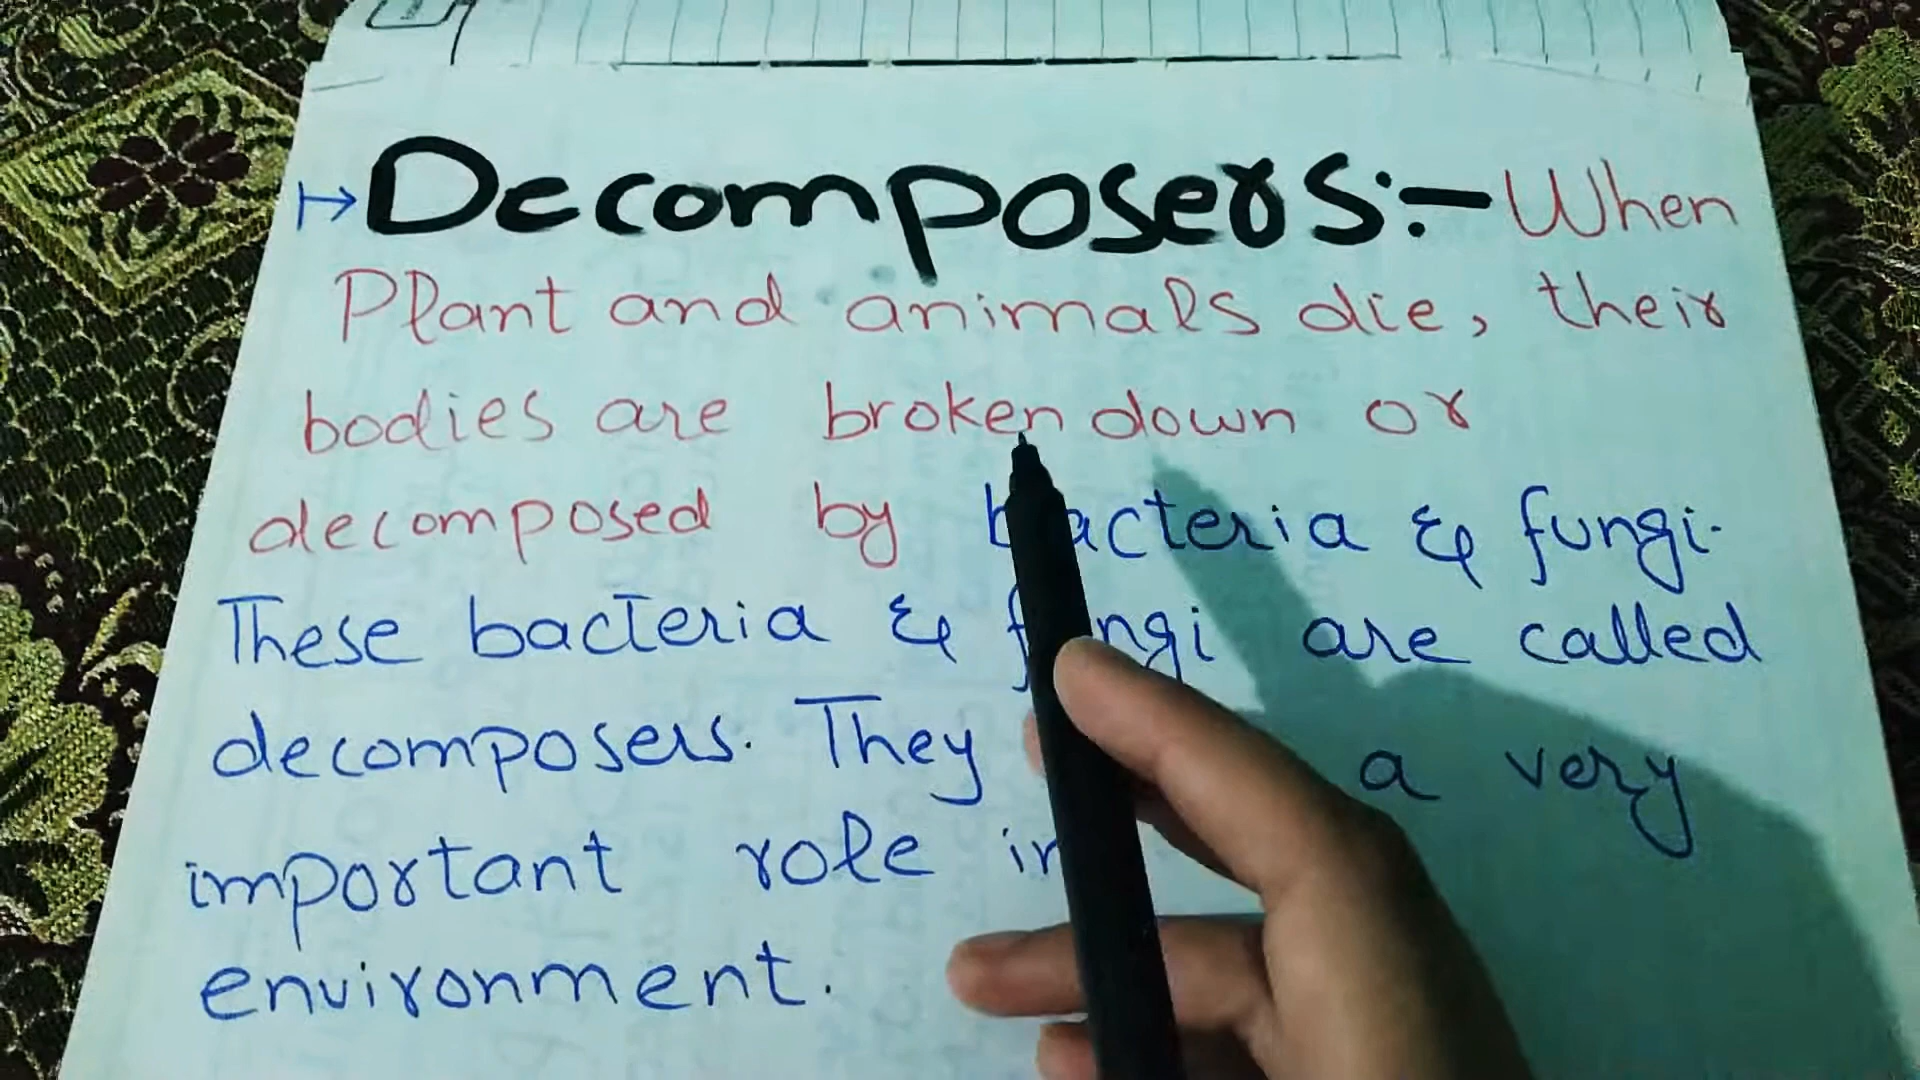 Decomposers:- When
Plant and animals die, their
bodies are broken down or
decomposed by bacteria & fungi.
These bacteria & fungi are called
decomposers. They a very
important role in
environment.